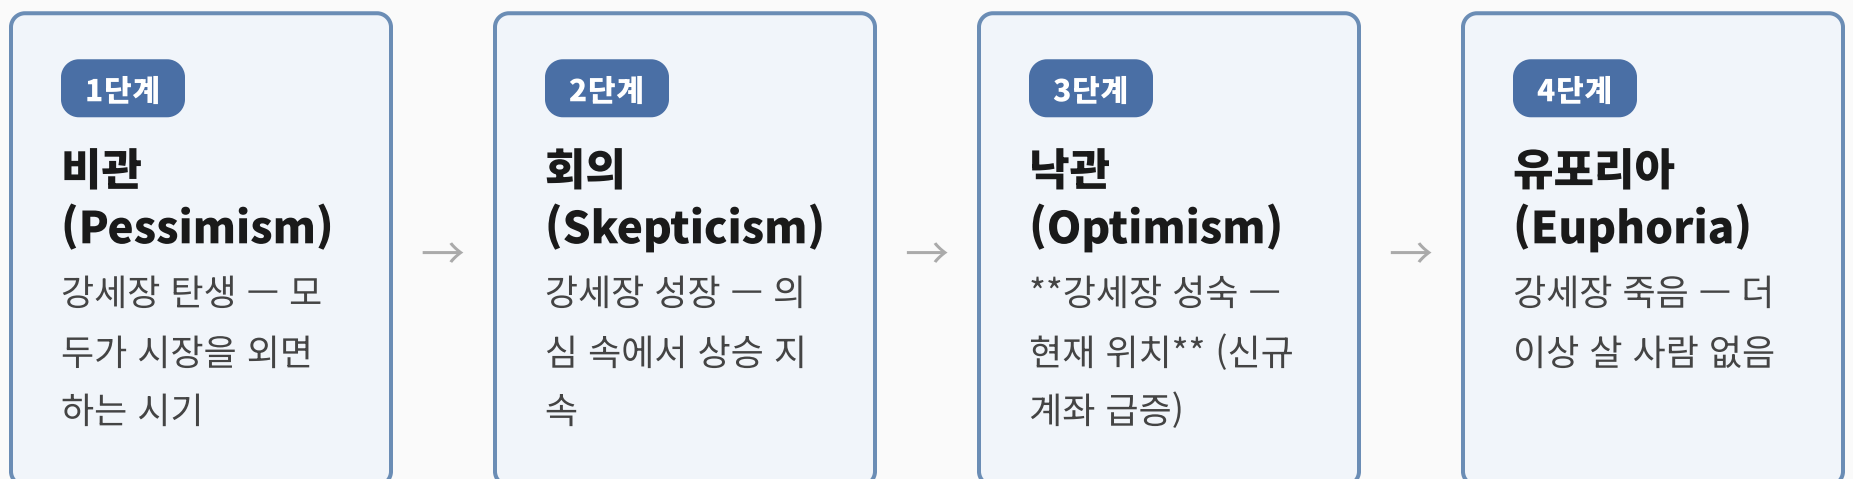 1단계
비관
(Pessimism)
강세장 탄생 — 모
두가 시장을 외면
하는 시기
→
2단계
회의
(Skepticism)
강세장 성장 — 의
심 속에서 상승 지
속
→
3단계
낙관
(Optimism)
**강세장 성숙 —
현재 위치** (신규
계좌 급증)
→
4단계
유포리아
(Euphoria)
강세장 죽음 — 더
이상 살 사람 없음